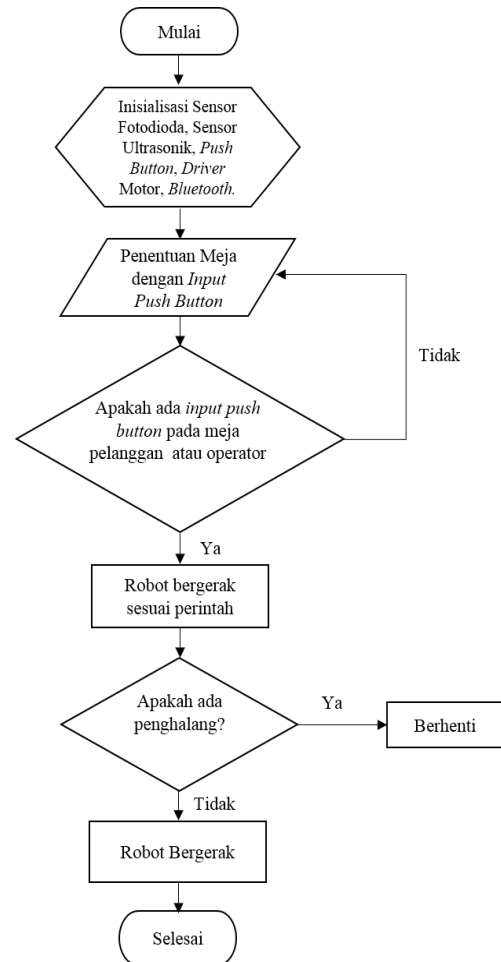 Mulai
Inisialisasi Sensor
Fotodioda, Sensor
Ultrasonik, Push
Button, Driver
Motor, Bluetooth.
Penentuan Meja
dengan Input
Push Button
Tidak
Apakah ada input push
button pada meja
pelanggan atau operator
Ya
Robot bergerak
sesuai perintah
Apakah ada
penghalang?
Ya
Berhenti
Tidak
Robot Bergerak
Selesai